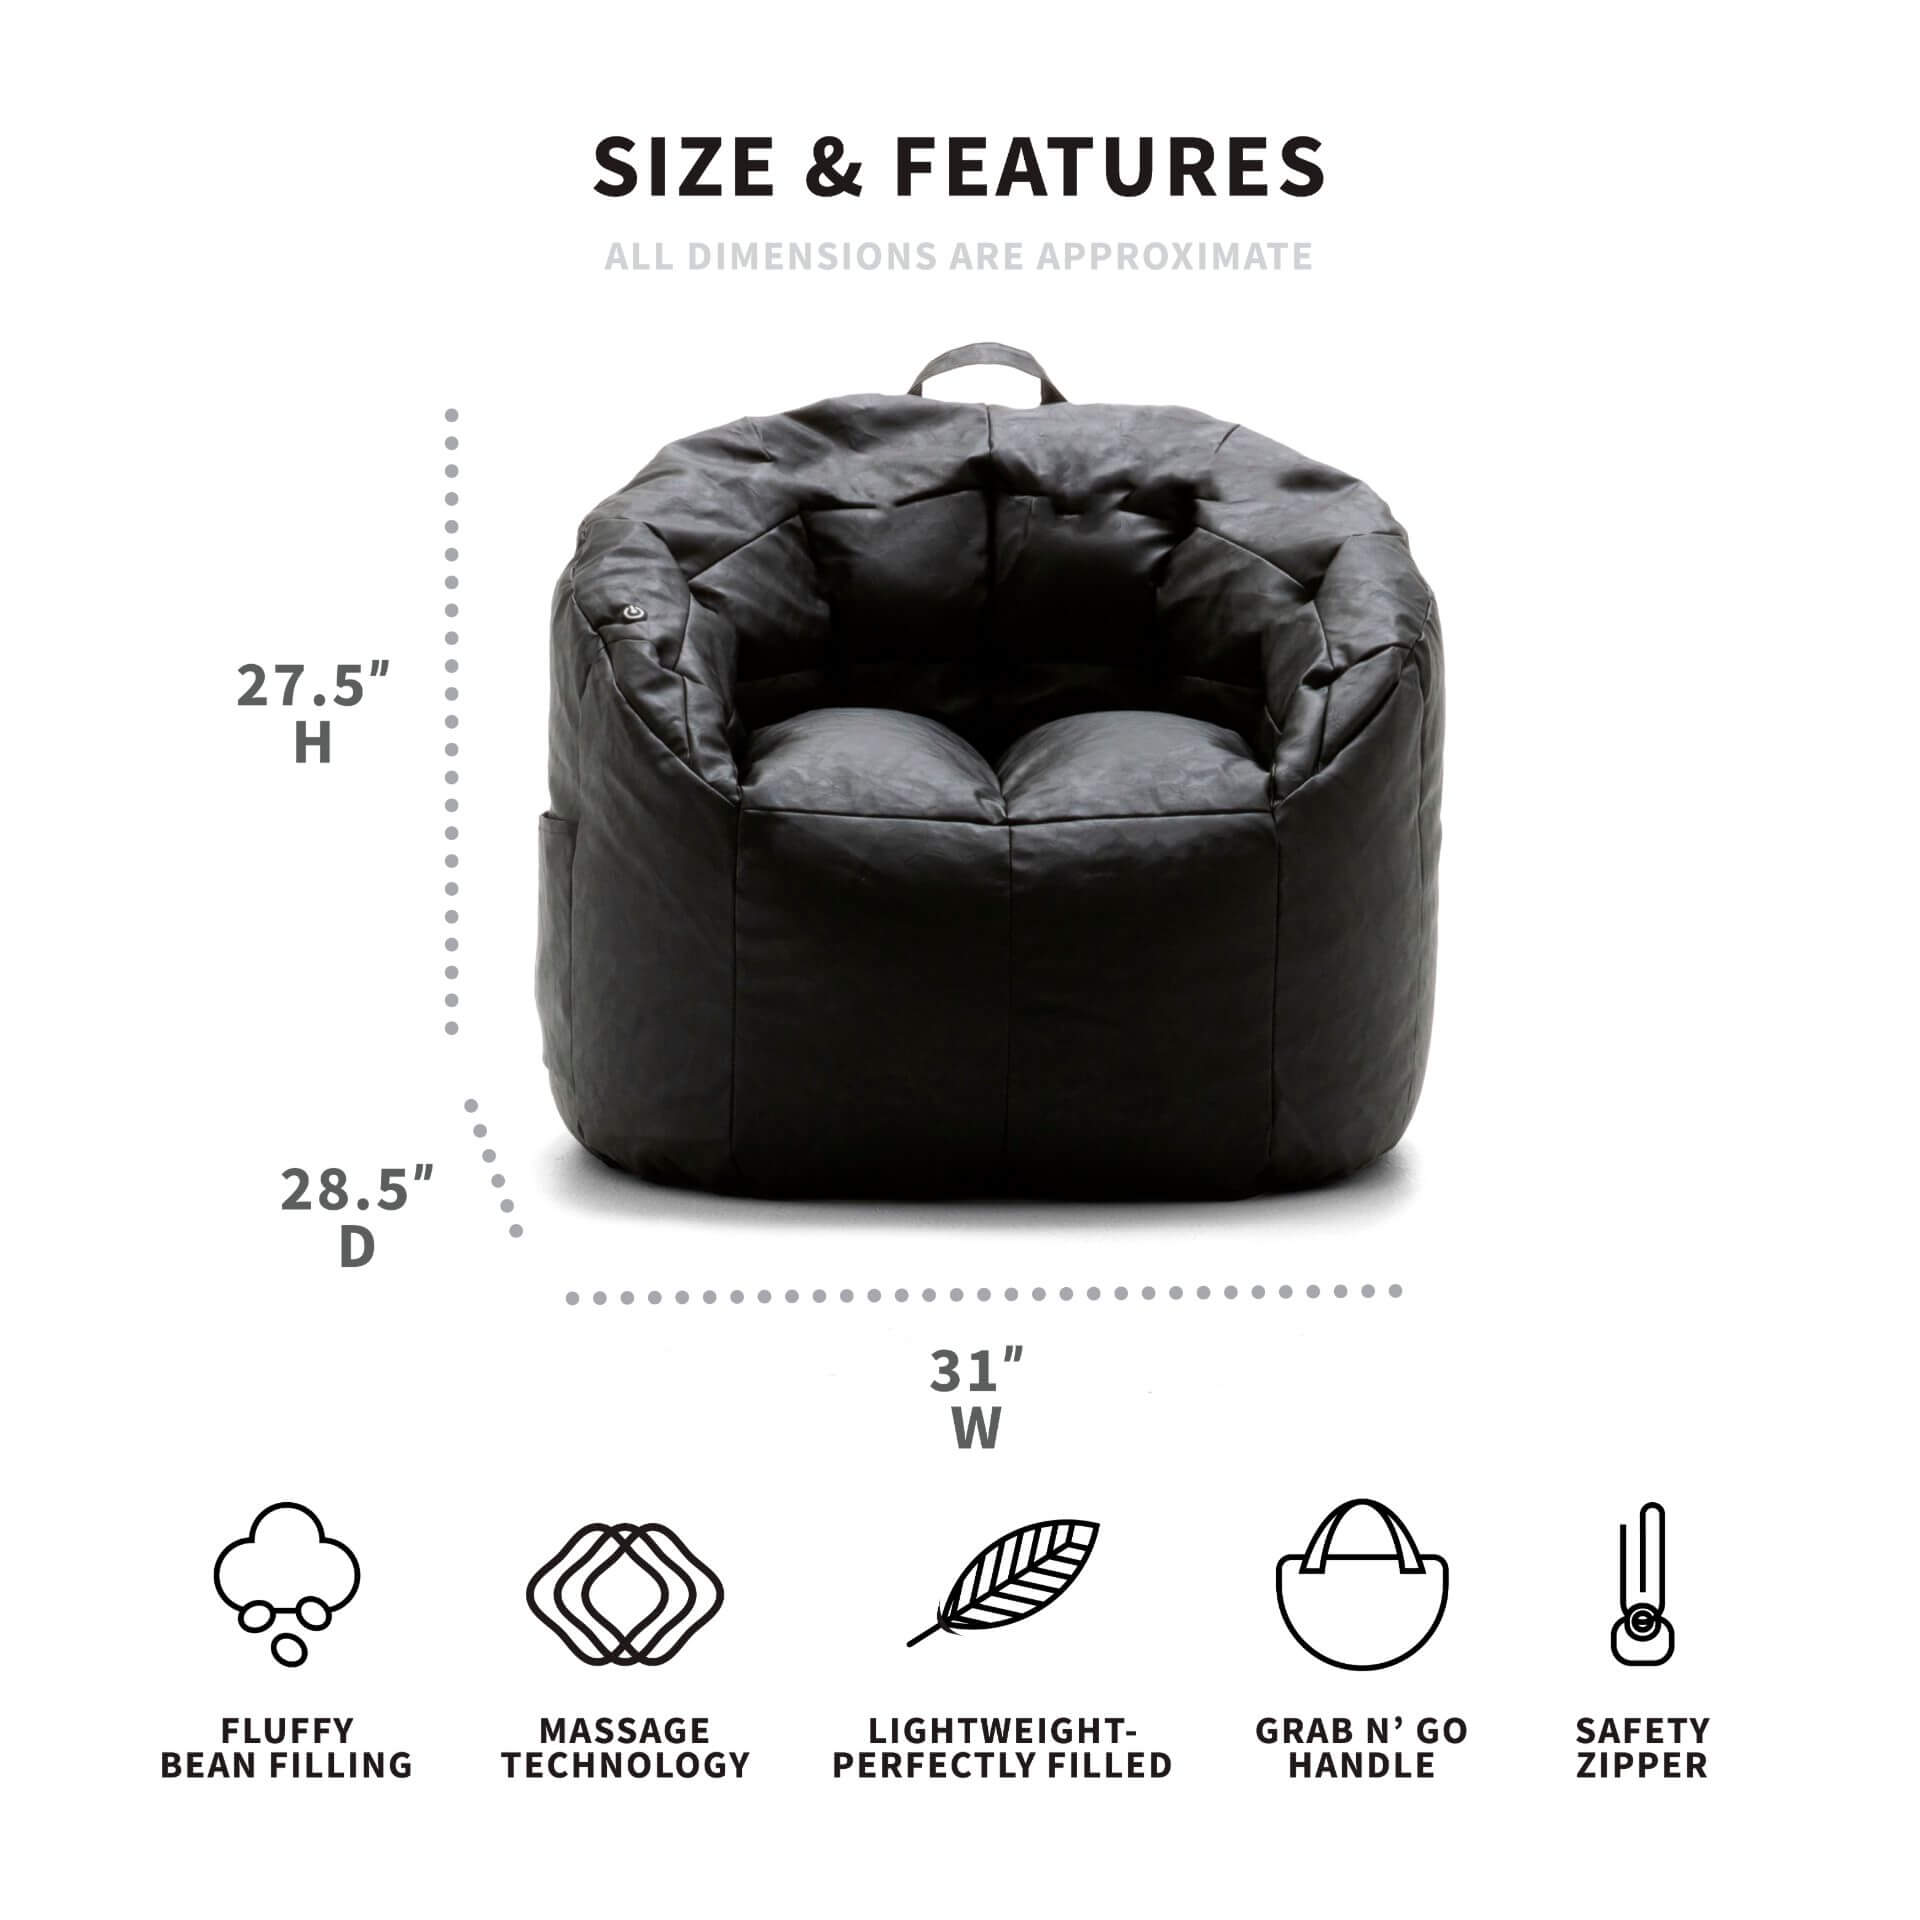 SIZE & FEATURES
ALL DIMENSIONS ARE APPROXIMATE
27.5"
H
28.5"
D
31"
W
FLUFFY
BEAN FILLING
MASSAGE
TECHNOLOGY
LIGHTWEIGHT-
PERFECTLY FILLED
GRAB N’ GO
HANDLE
SAFETY
ZIPPER